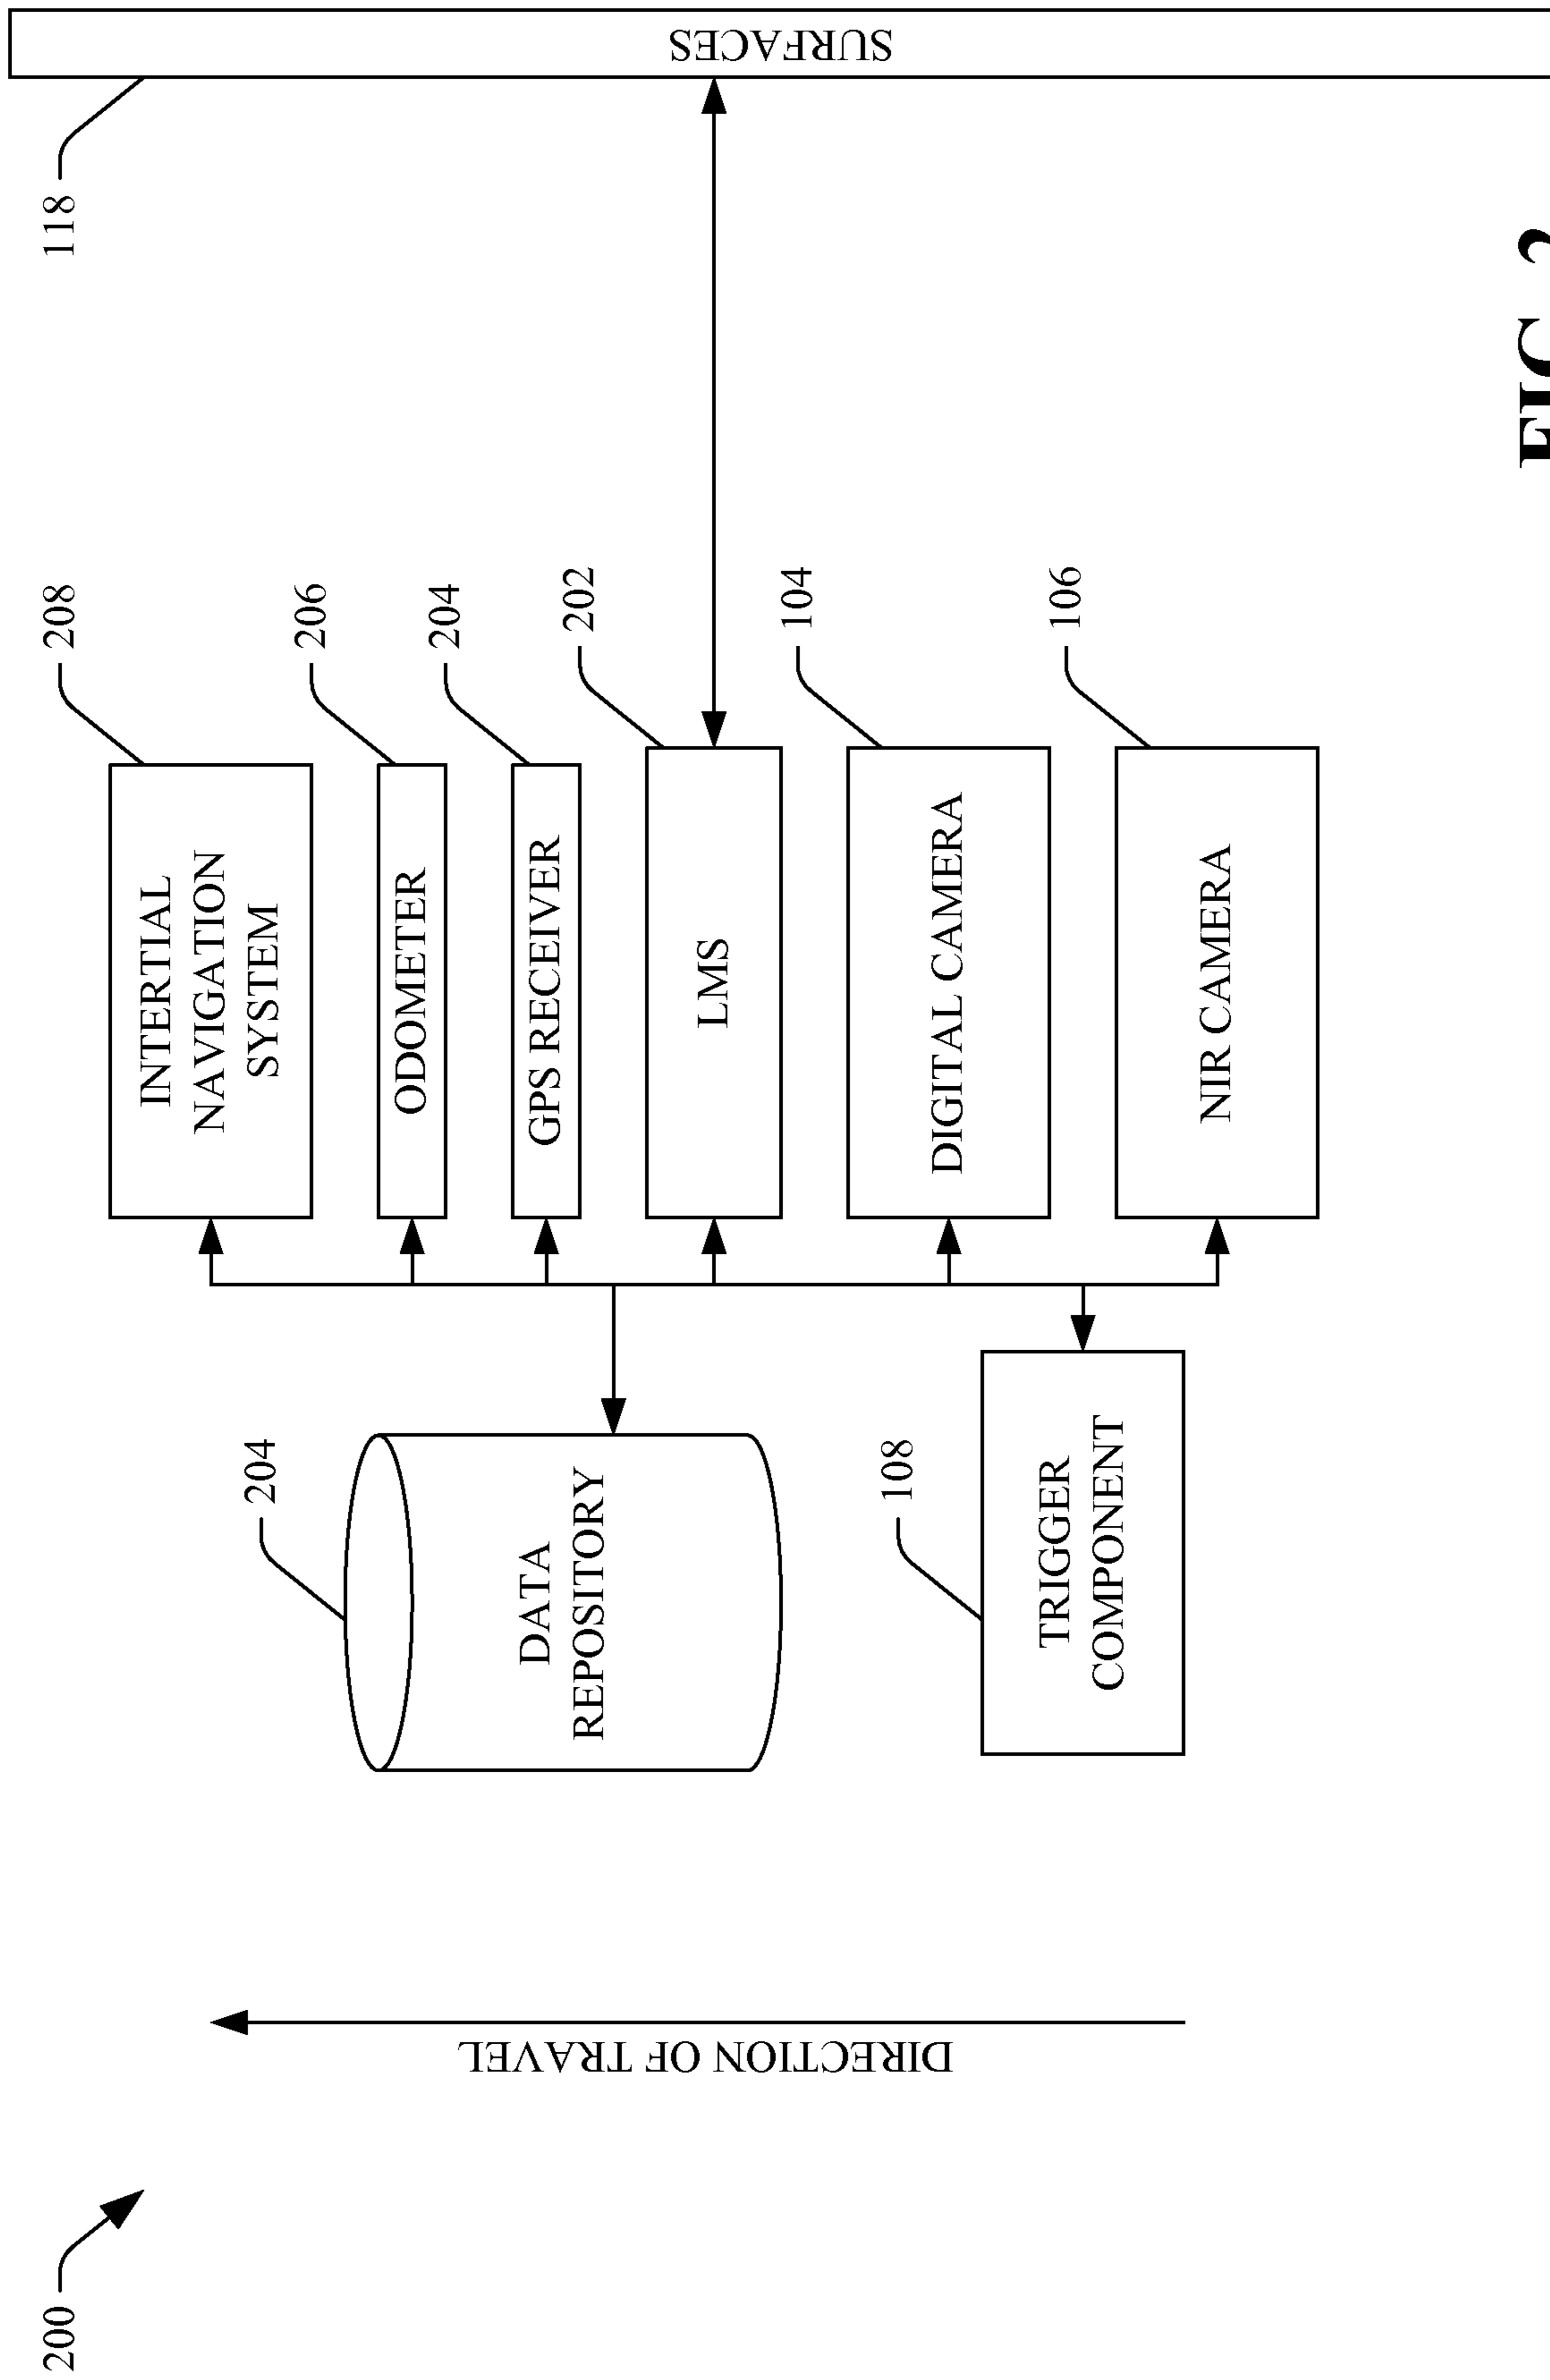 200
DIRECTION OF TRAVEL
204
DATA
REPOSITORY
108
TRIGGER
COMPONENT
208
INTERTIAL
NAVIGATION
SYSTEM
206
ODOMETER
204
GPS RECEIVER
202
LMS
104
DIGITAL CAMERA
106
NIR CAMERA
118
SURFACES
FIG. 2